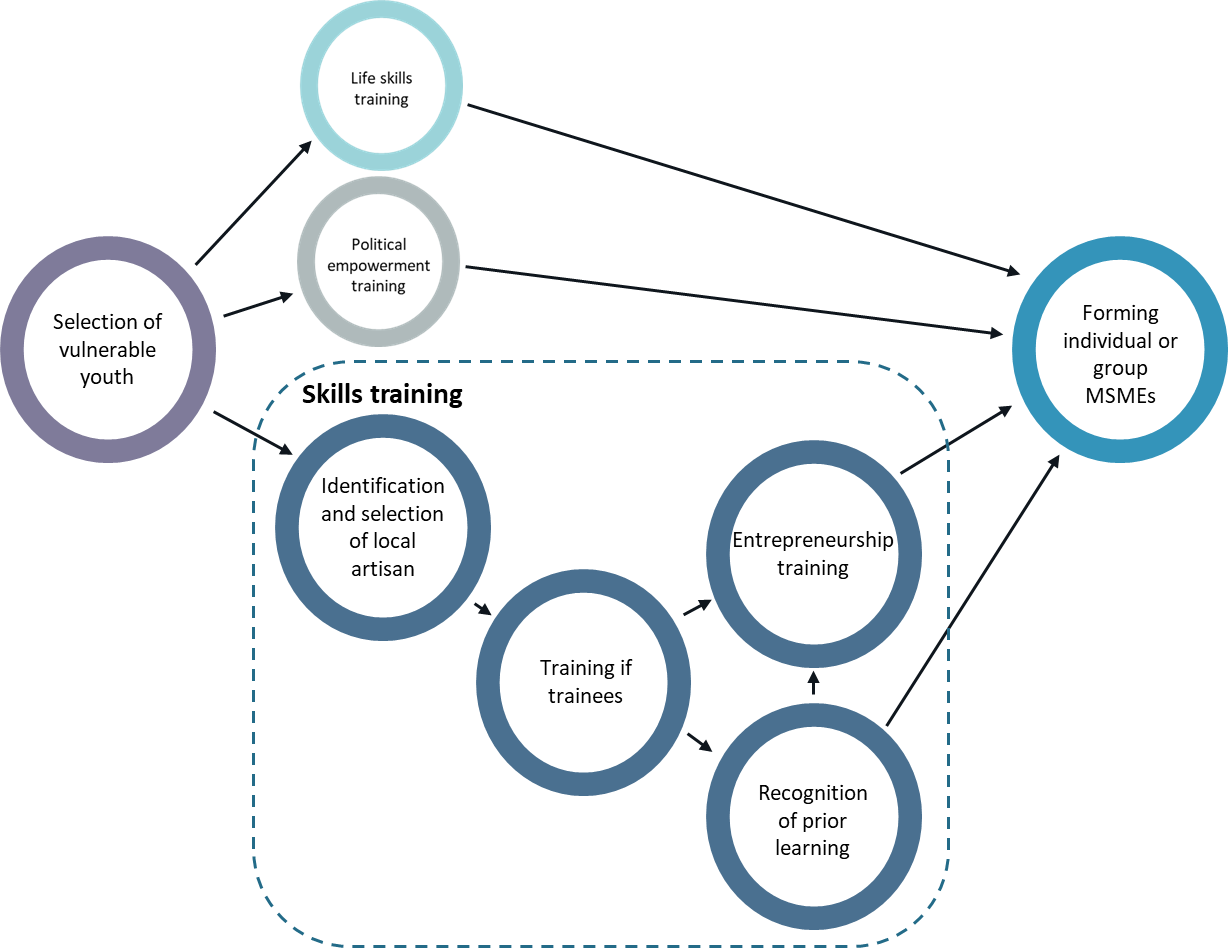 Life skills
training
Political
empowerment
training
Selection of
vulnerable
youth
Forming
individual or
group
MSMEs
Skills training
Identification
and selection
of local
artisan
Entrepreneurship
training
Training if
trainees
Recognition
of prior
learning